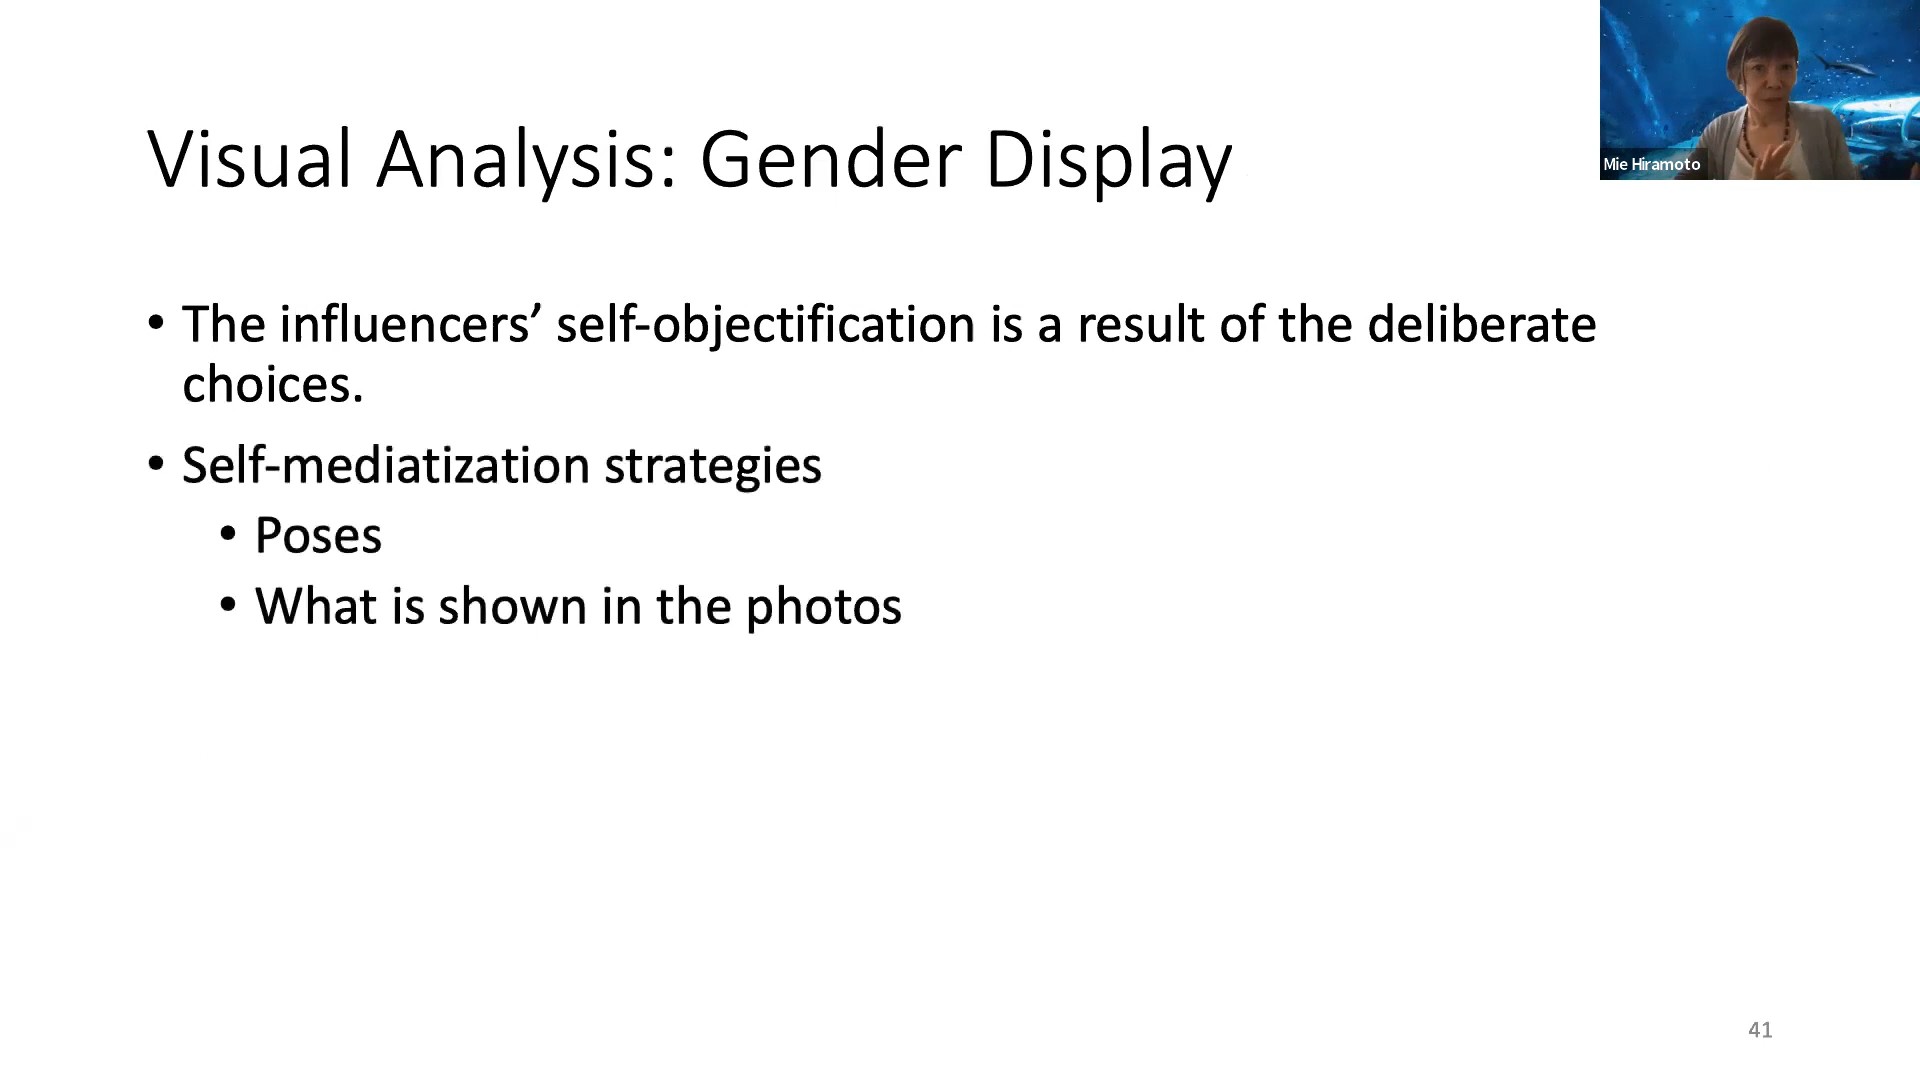 Visual Analysis: Gender Display
Mie Hiramoto
• The influencers’ self-objectification is a result of the deliberate
choices.
• Self-mediatization strategies
• Poses
• What is shown in the photos
41